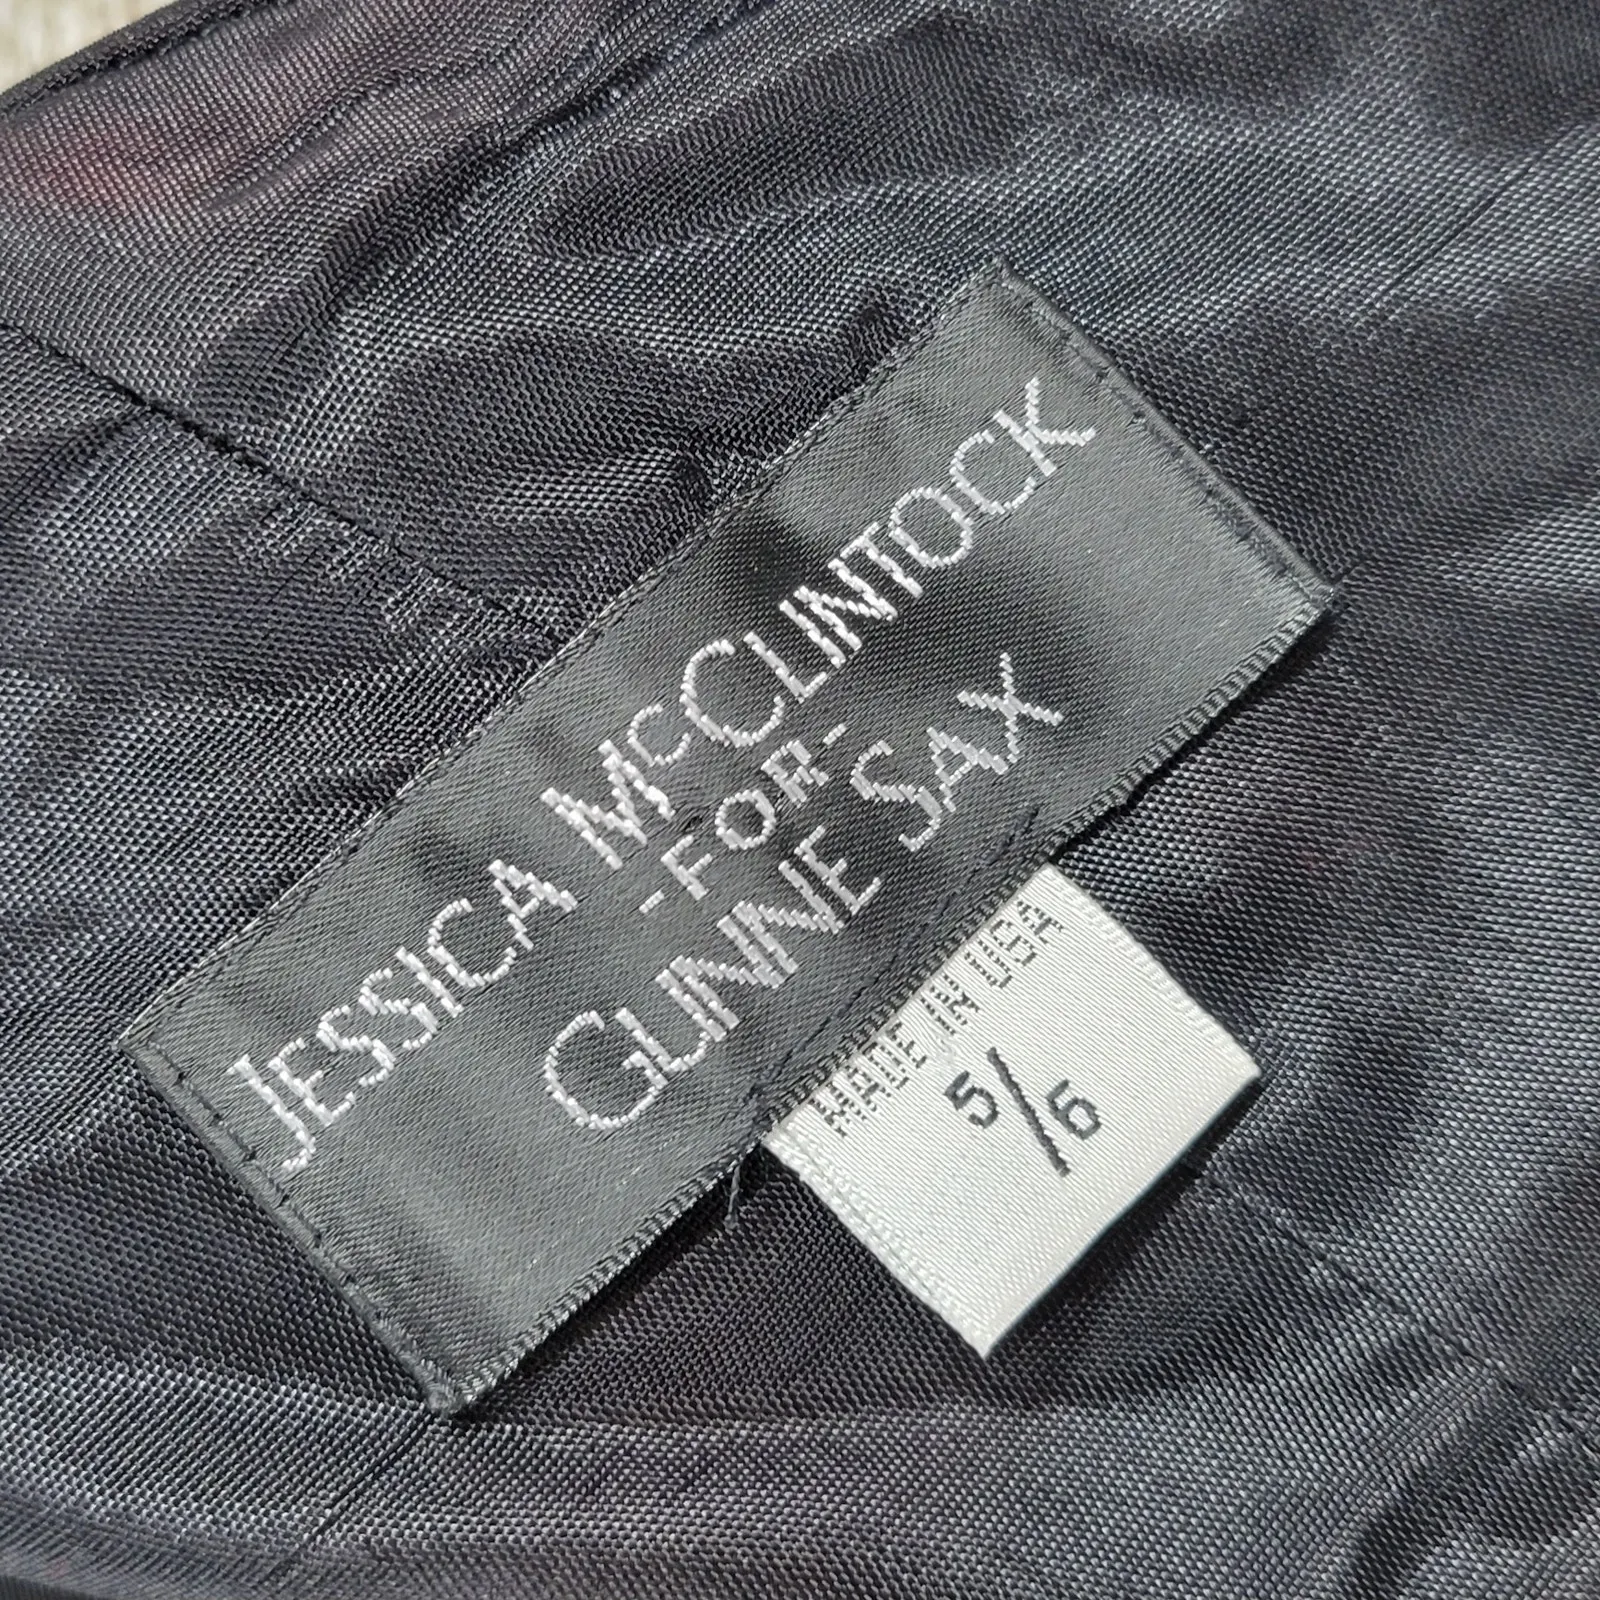 JESSICA McCLINTOCK
-FOR-
GUNNE SAX
MADE IN USA
5/6